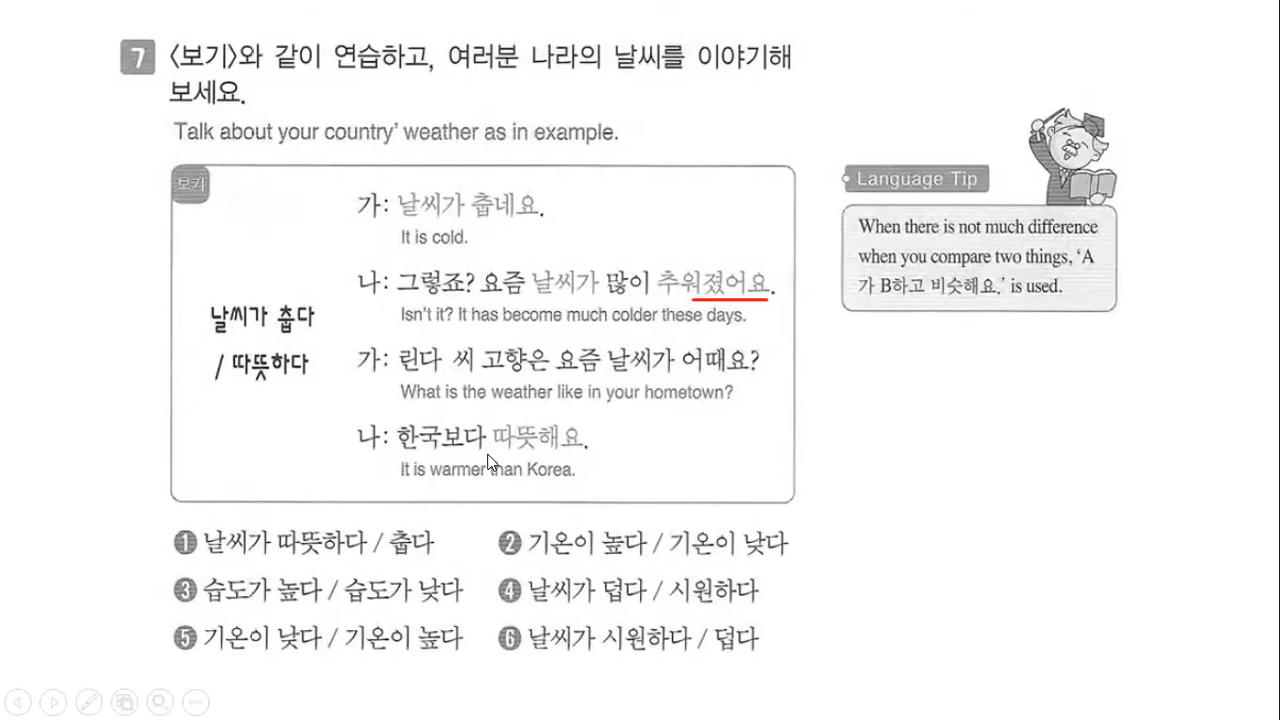 7 〈보기〉와 같이 연습하고, 여러분 나라의 날씨를 이야기해
보세요.
Talk about your country' weather as in example.
보기
날씨가 춥다
/ 따뜻하다
가: 날씨가 춥네요.
It is cold.
나: 그렇죠? 요즘 날씨가 많이 추워졌어요.
Isn't it? It has become much colder these days.
가: 린다 씨 고향은 요즘 날씨가 어때요?
What is the weather like in your hometown?
나: 한국보다 따뜻해요.
It is warmer than Korea.
❶ 날씨가 따뜻하다 / 춥다 ❷ 기온이 높다 / 기온이 낮다
❸ 습도가 높다 / 습도가 낮다 ❹ 날씨가 덥다 / 시원하다
❺ 기온이 낮다 / 기온이 높다 ❻ 날씨가 시원하다 / 덥다
Language Tip
When there is not much difference
when you compare two things, 'A
가 B하고 비슷해요.' is used.